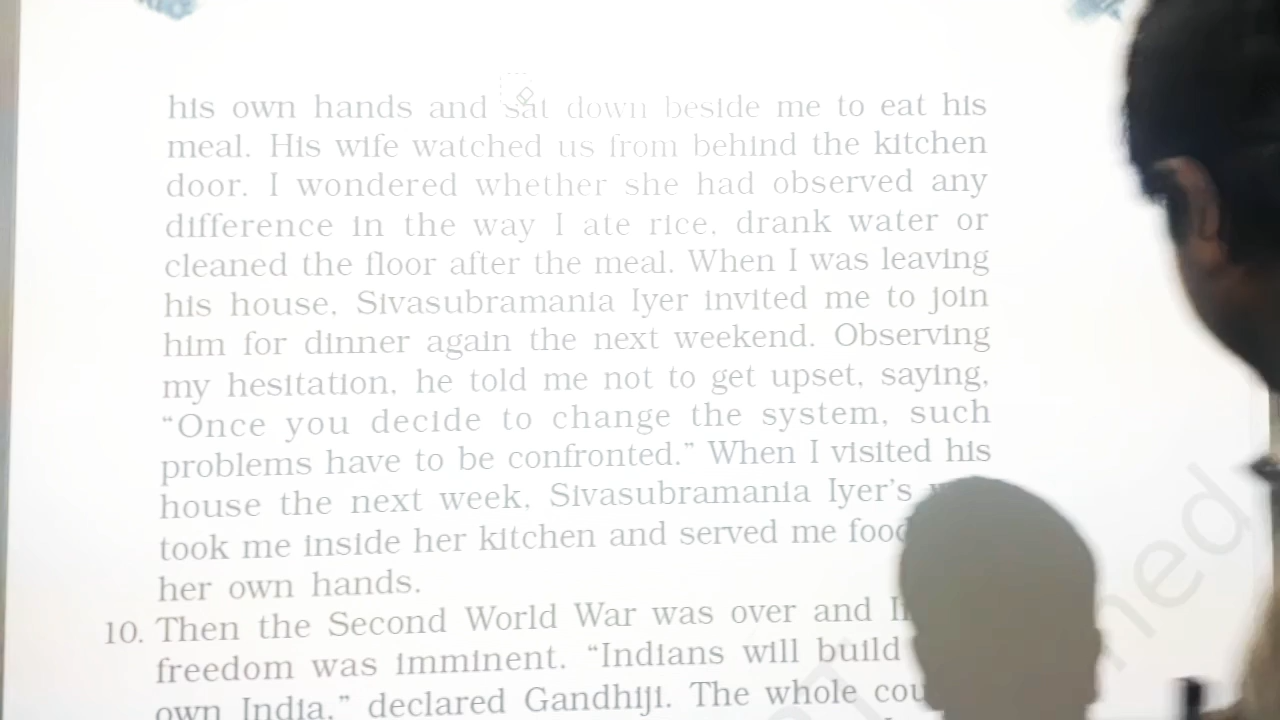 his own hands and sat down beside me to eat his
meal. His wife watched us from behind the kitchen
door. I wondered whether she had observed any
difference in the way I ate rice, drank water or
cleaned the floor after the meal. When I was leaving
his house, Sivasubramania Iyer invited me to join
him for dinner again the next weekend. Observing
my hesitation, he told me not to get upset, saying,
“Once you decide to change the system, such
problems have to be confronted.” When I visited his
house the next week, Sivasubramania Iyer’s
took me inside her kitchen and served me food
her own hands.
10. Then the Second World War was over and
freedom was imminent. “Indians will build
own India,” declared Gandhiji. The whole